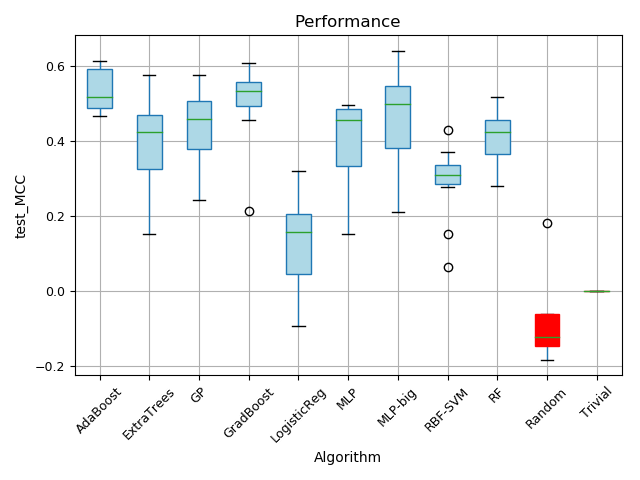 Performance
test_MCC
0.6
0.4
0.2
0.0
−0.2
AdaBoost
ExtraTrees
GP
GradBoost
LogisticReg
MLP
MLP-big
RBF-SVM
RF
Random
Trivial
Algorithm